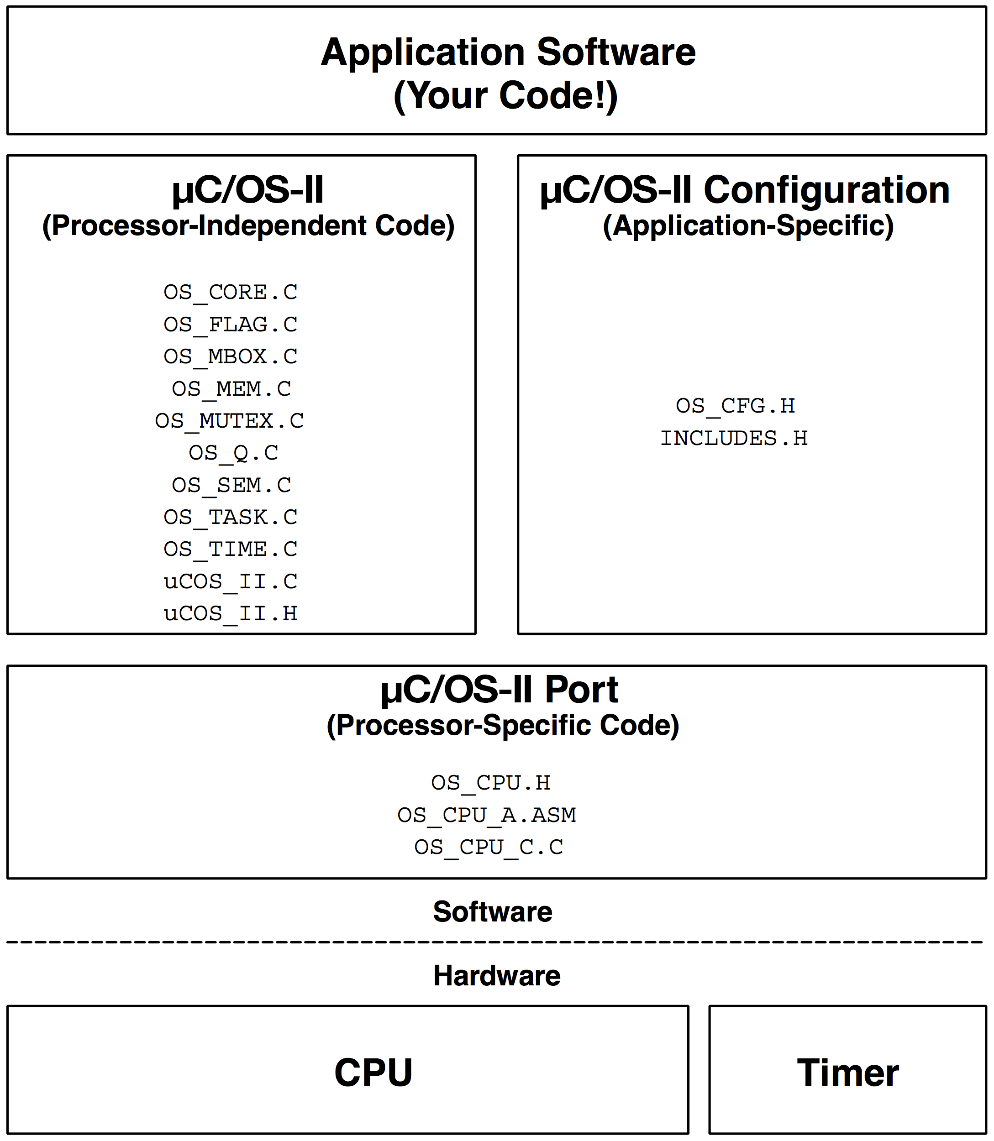 Application Software
(Your Code!)
µC/OS-II
(Processor-Independent Code)
OS_CORE.C
OS_FLAG.C
OS_MBOX.C
OS_MEM.C
OS_MUTEX.C
OS_Q.C
OS_SEM.C
OS_TASK.C
OS_TIME.C
uCOS_II.C
uCOS_II.H
µC/OS-II Configuration
(Application-Specific)
OS_CFG.H
INCLUDES.H
µC/OS-II Port
(Processor-Specific Code)
OS_CPU.H
OS_CPU_A.ASM
OS_CPU_C.C
Software
Hardware
CPU
Timer